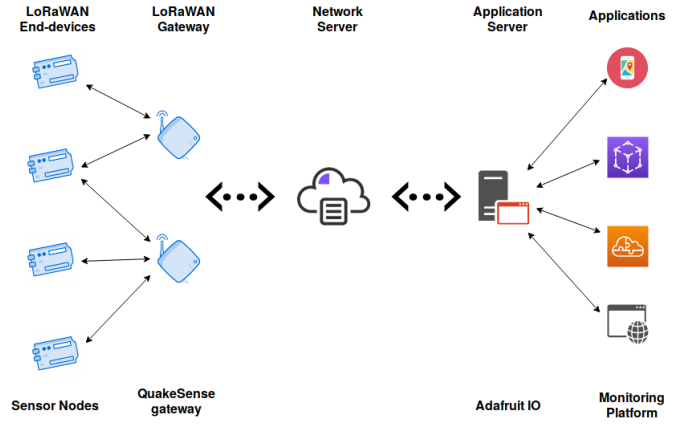 LoRaWAN
End-devices
LoRaWAN
Gateway
Network
Server
Application
Server
Applications
Sensor Nodes
QuakeSense
gateway
Adafruit IO
Monitoring
Platform